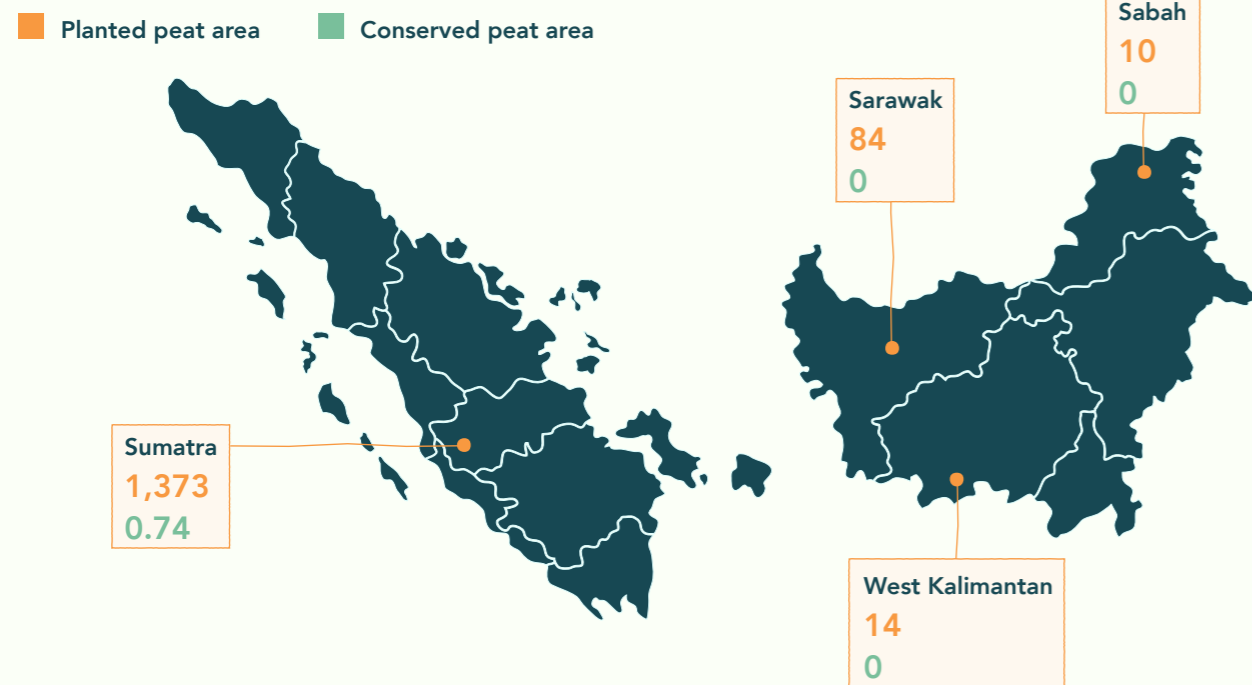 Planted peat area
Conserved peat area
Sabah
10
0
Sarawak
84
0
Sumatra
1,373
0.74
West Kalimantan
14
0